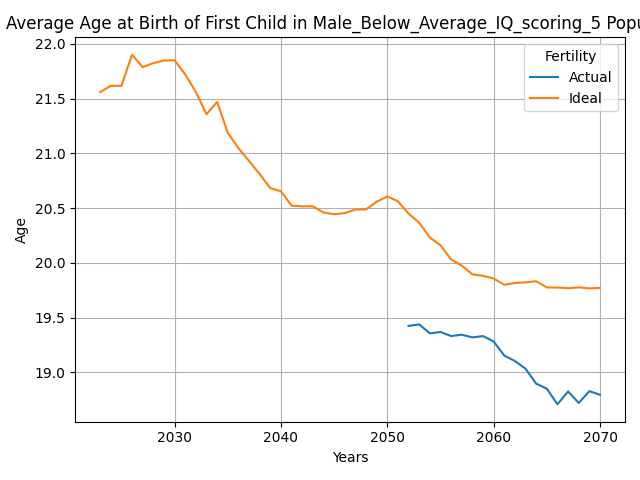 Average Age at Birth of First Child in Male_Below_Average_IQ_scoring_5 Popu
22.0
21.5
21.0
20.5
20.0
19.5
19.0
Age
Fertility
Actual
Ideal
2030 2040 2050 2060 2070
Years